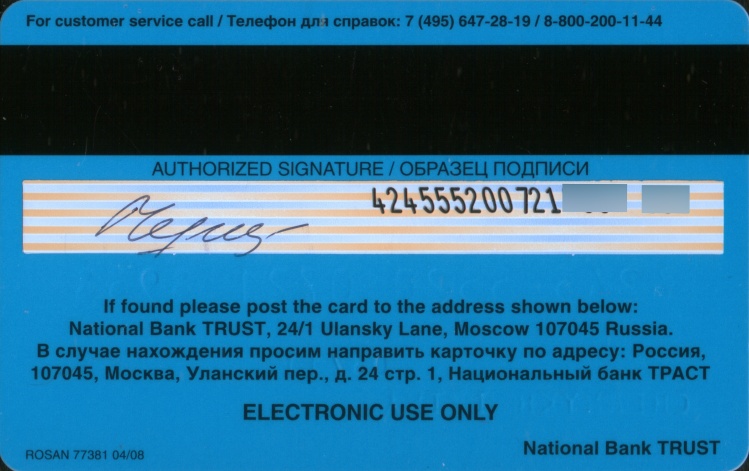 For customer service call / Телефон для справок: 7 (495) 647-28-19 / 8-800-200-11-44
AUTHORIZED SIGNATURE / ОБРАЗЕЦ ПОДПИСИ
424555200721
If found please post the card to the address shown below:
National Bank TRUST, 24/1 Ulansky Lane, Moscow 107045 Russia.
В случае нахождения просим направить карточку по адресу: Россия,
107045, Москва, Уланский пер., д. 24 стр. 1, Национальный банк ТРАСТ
ELECTRONIC USE ONLY
National Bank TRUST
ROSAN 77381 04/08